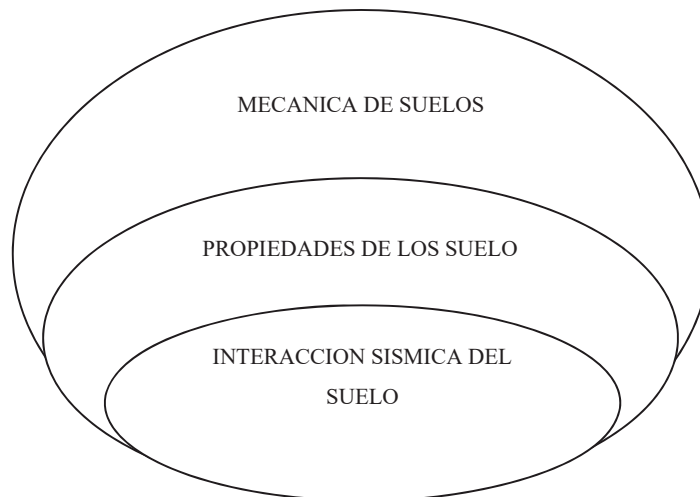 MECANICA DE SUELOS
PROPIEDADES DE LOS SUELO
INTERACCION SISMICA DEL
SUELO